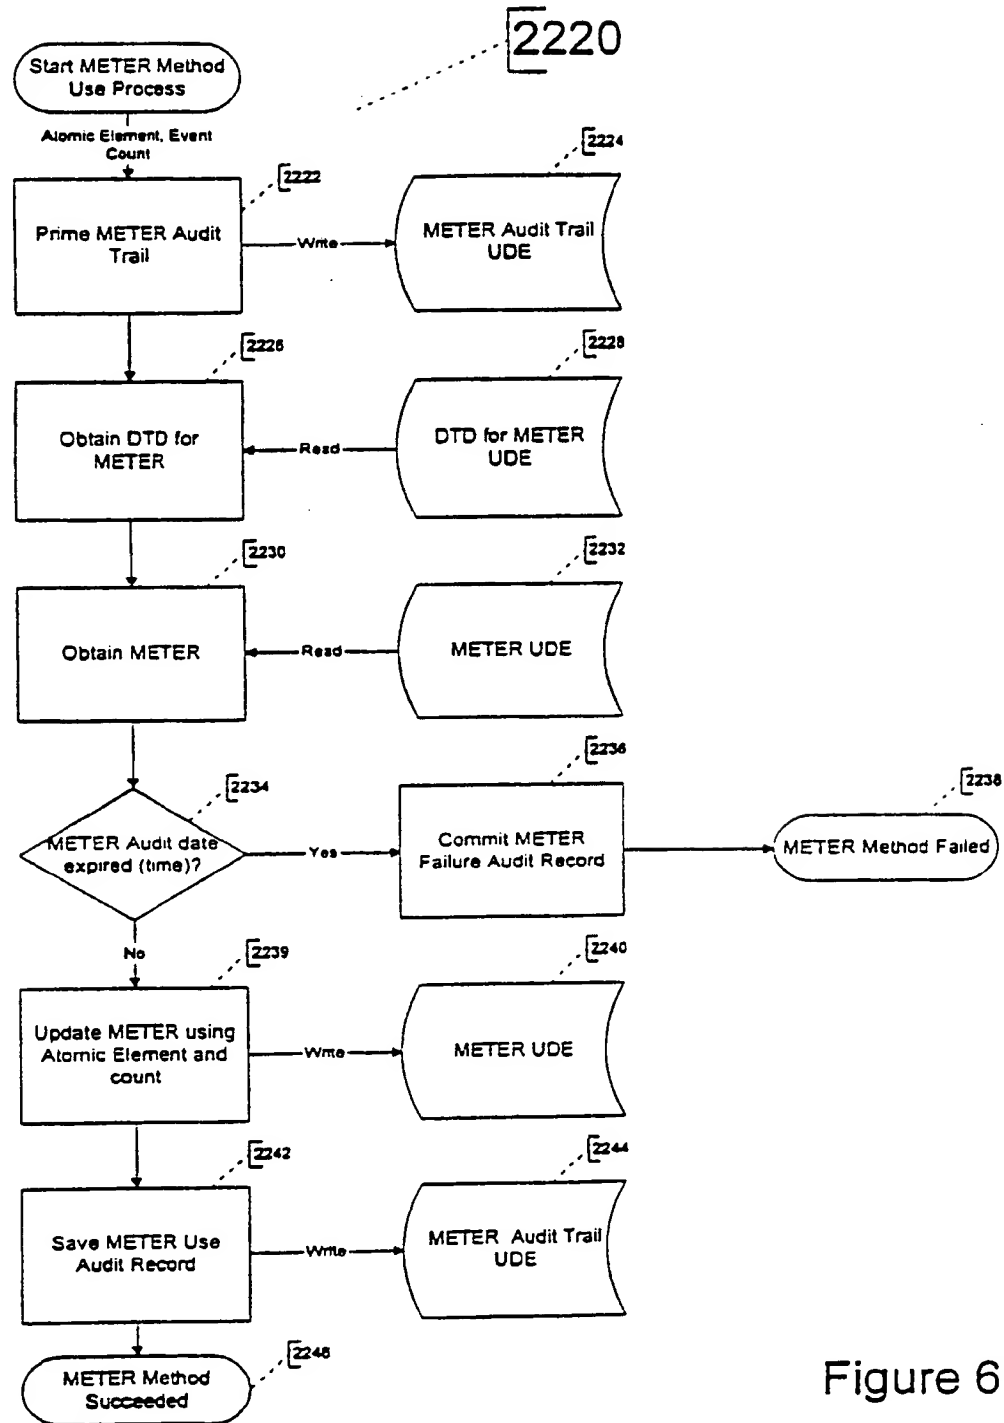 2220
Start METER Method
Use Process
Atomic Element, Event
Count
2222
2224
Prime METER Audit
Trail
Write
METER Audit Trail
UDE
2226
2228
Obtain DTD for
METER
Read
DTD for METER
UDE
2230
2232
Obtain METER
Read
METER UDE
2234
2236
2238
METER Audit date
expired (time)?
Yes
Commit METER
Failure Audit Record
METER Method Failed
No
2239
2240
Update METER using
Atomic Element and
count
Write
METER UDE
2242
2244
Save METER Use
Audit Record
Write
METER Audit Trail
UDE
2246
METER Method
Succeeded
Figure 6